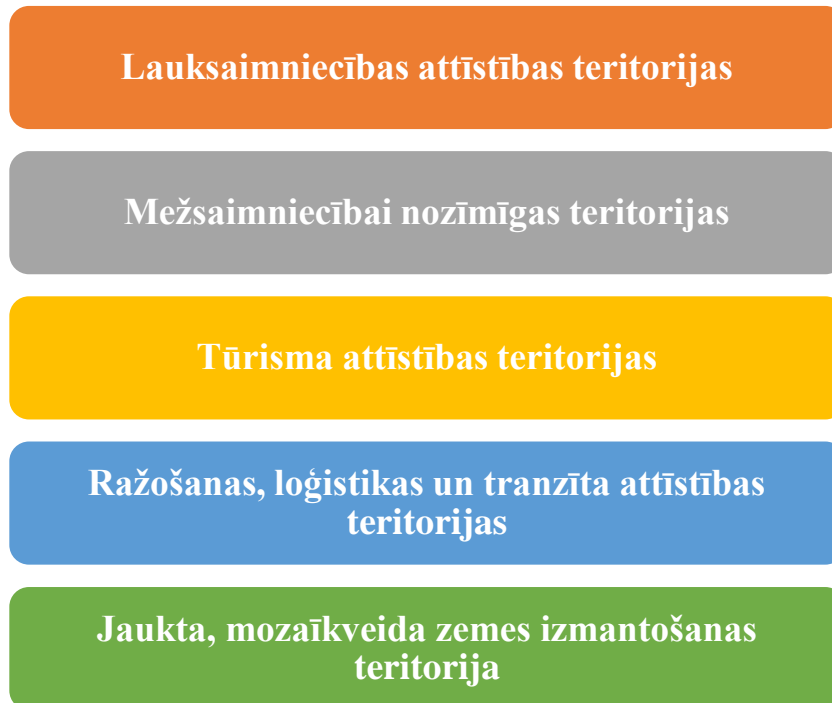 Lauksaimniecības attīstības teritorijas
Mežsaimniecībai nozīmīgas teritorijas
Tūrisma attīstības teritorijas
Ražošanas, loģistikas un tranzīta attīstības
teritorijas
Jaukta, mozaīkveida zemes izmantošanas
teritorija